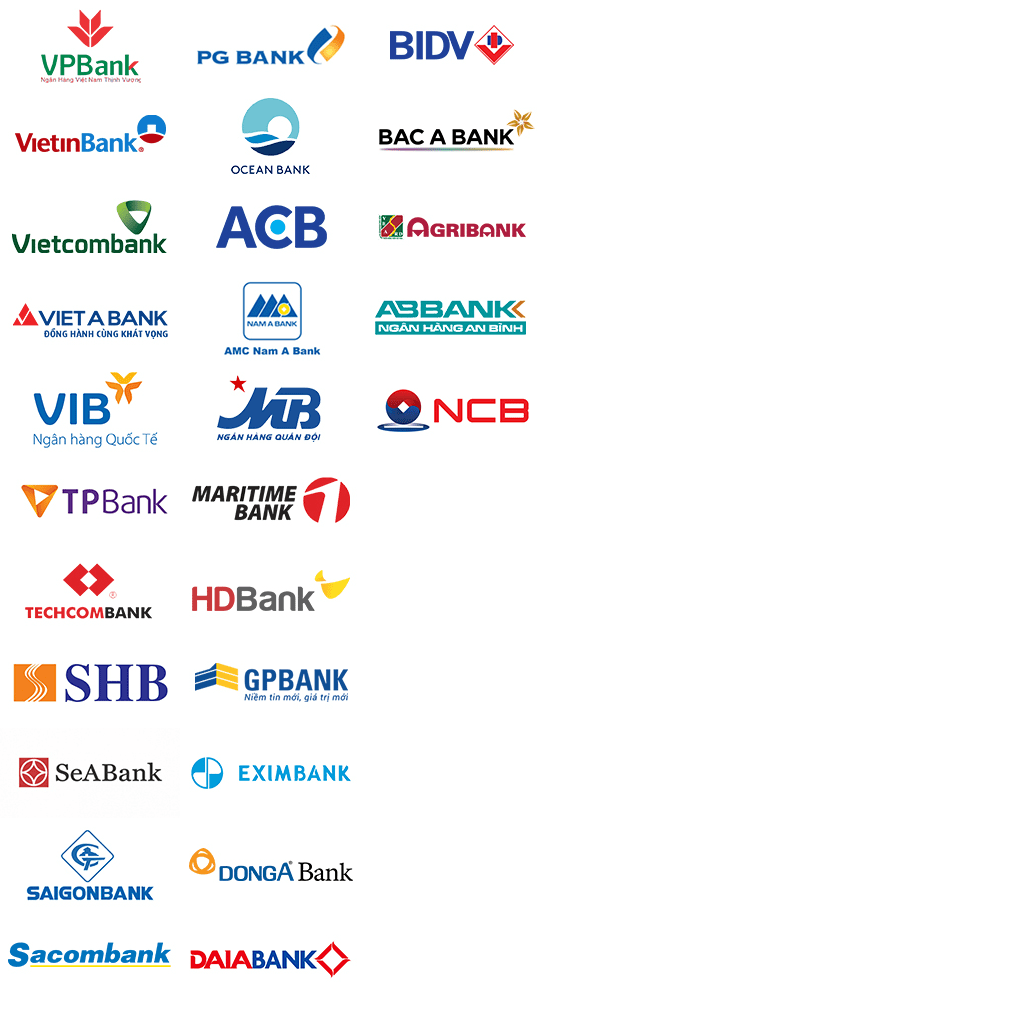 VPBank
Ngân Hàng Việt Nam Thịnh Vượng
PG BANK
BIDV
VIETINBank®
OCEAN BANK
BAC A BANK
Vietcombank
ACB
AGRIBANK
VIET A BANK
ĐỒNG HÀNH CÙNG KHÁT VỌNG
NAM A BANK
AMC Nam A Bank
ABBANK
NGÂN HÀNG AN BÌNH
VIB
Ngân hàng Quốc Tế
MB
NGÂN HÀNG QUÂN ĐỘI
NCB
TPBank
MARITIME
BANK
®
TECHCOMBANK
HDBank
SHB
GPBANK
Niềm tin mới, giá trị mới
SeABank
EXIMBANK
SAIGONBANK
DONGA® Bank
Sacombank
DAIABANK